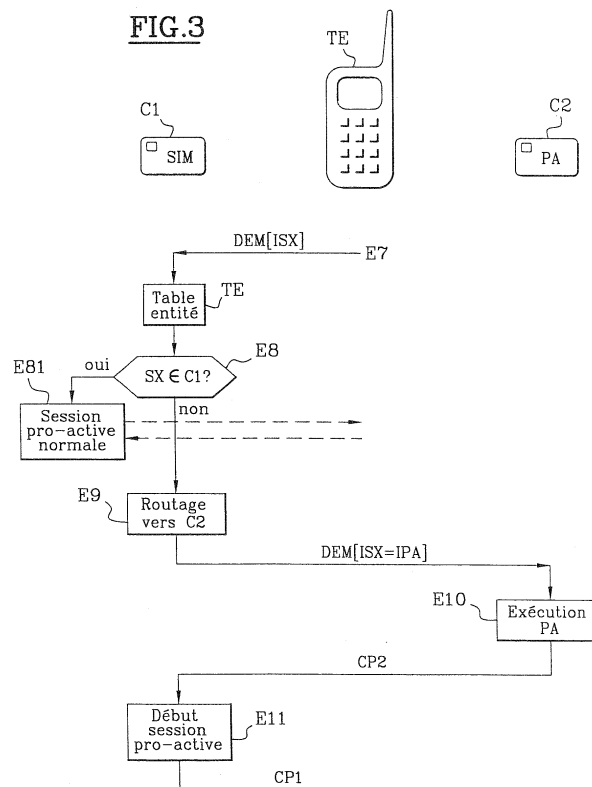 FIG.3
TE
C1
SIM
C2
PA
DEM[ISX]
E7
Table
entité
TE
E8
SX ∈ C1?
oui
non
E81
Session
pro-active
normale
E9
Routage
vers C2
DEM[ISX=IPA]
E10
Exécution
PA
CP2
Début
session
pro-active
E11
CP1